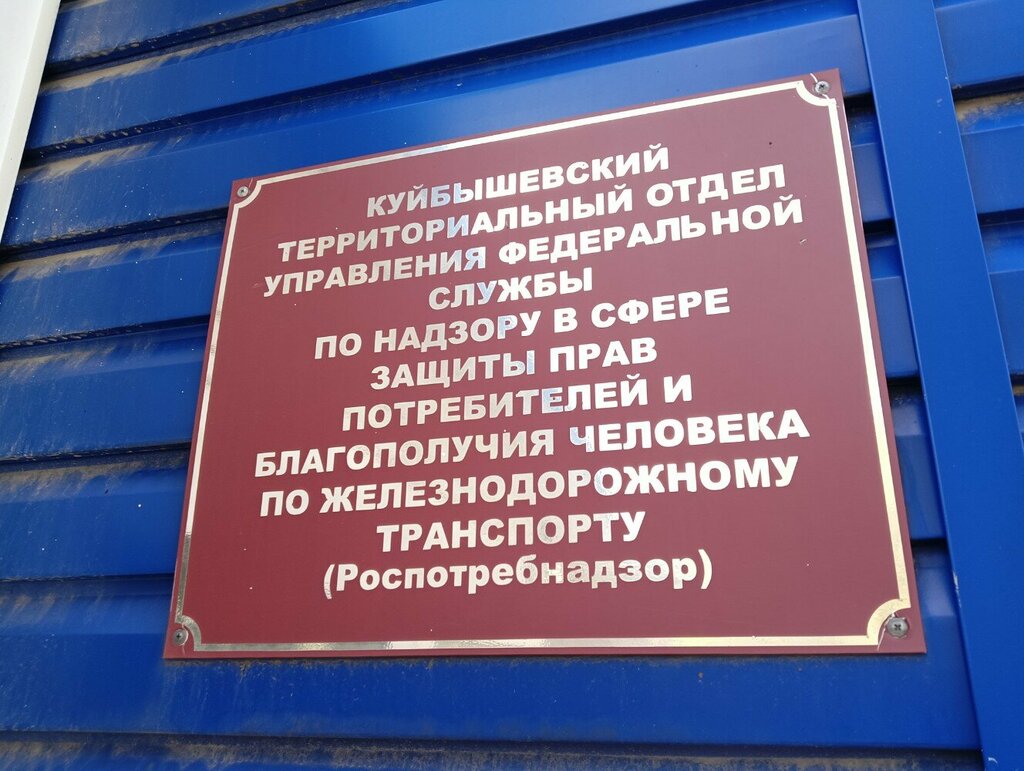 КУЙБЫШЕВСКИЙ
ТЕРРИТОРИАЛЬНЫЙ ОТДЕЛ
УПРАВЛЕНИЯ ФЕДЕРАЛЬНОЙ
СЛУЖБЫ
ПО НАДЗОРУ В СФЕРЕ
ЗАЩИТЫ ПРАВ
ПОТРЕБИТЕЛЕЙ И
БЛАГОПОЛУЧИЯ ЧЕЛОВЕКА
ПО ЖЕЛЕЗНОДОРОЖНОМУ
ТРАНСПОРТУ
(Роспотребнадзор)